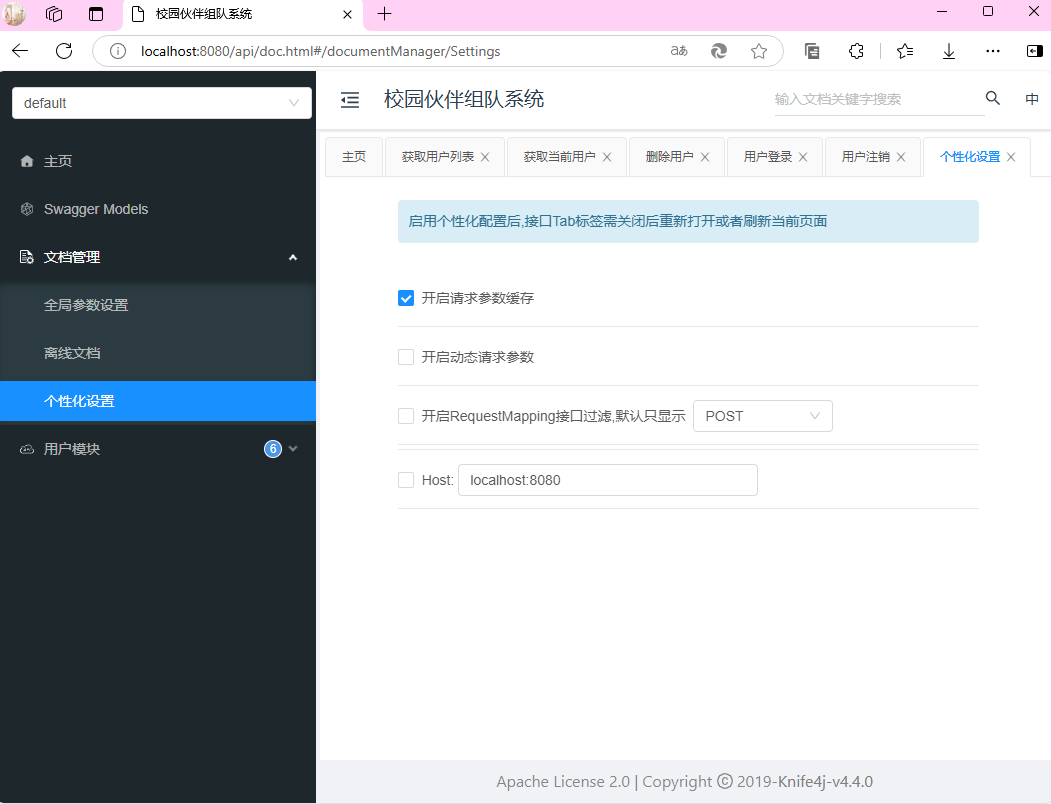 校园伙伴组队系统
localhost:8080/api/doc.html#/documentManager/Settings
aあ
default
校园伙伴组队系统
输入文档关键字搜索
中
主页
Swagger Models
文档管理
全局参数设置
离线文档
个性化设置
用户模块 6
主页 获取用户列表 获取当前用户 删除用户 用户登录 用户注销 个性化设置
启用个性化配置后,接口Tab标签需关闭后重新打开或者刷新当前页面
开启请求参数缓存
开启动态请求参数
开启RequestMapping接口过滤,默认只显示 POST
Host: localhost:8080
Apache License 2.0 | Copyright © 2019-Knife4j-v4.4.0